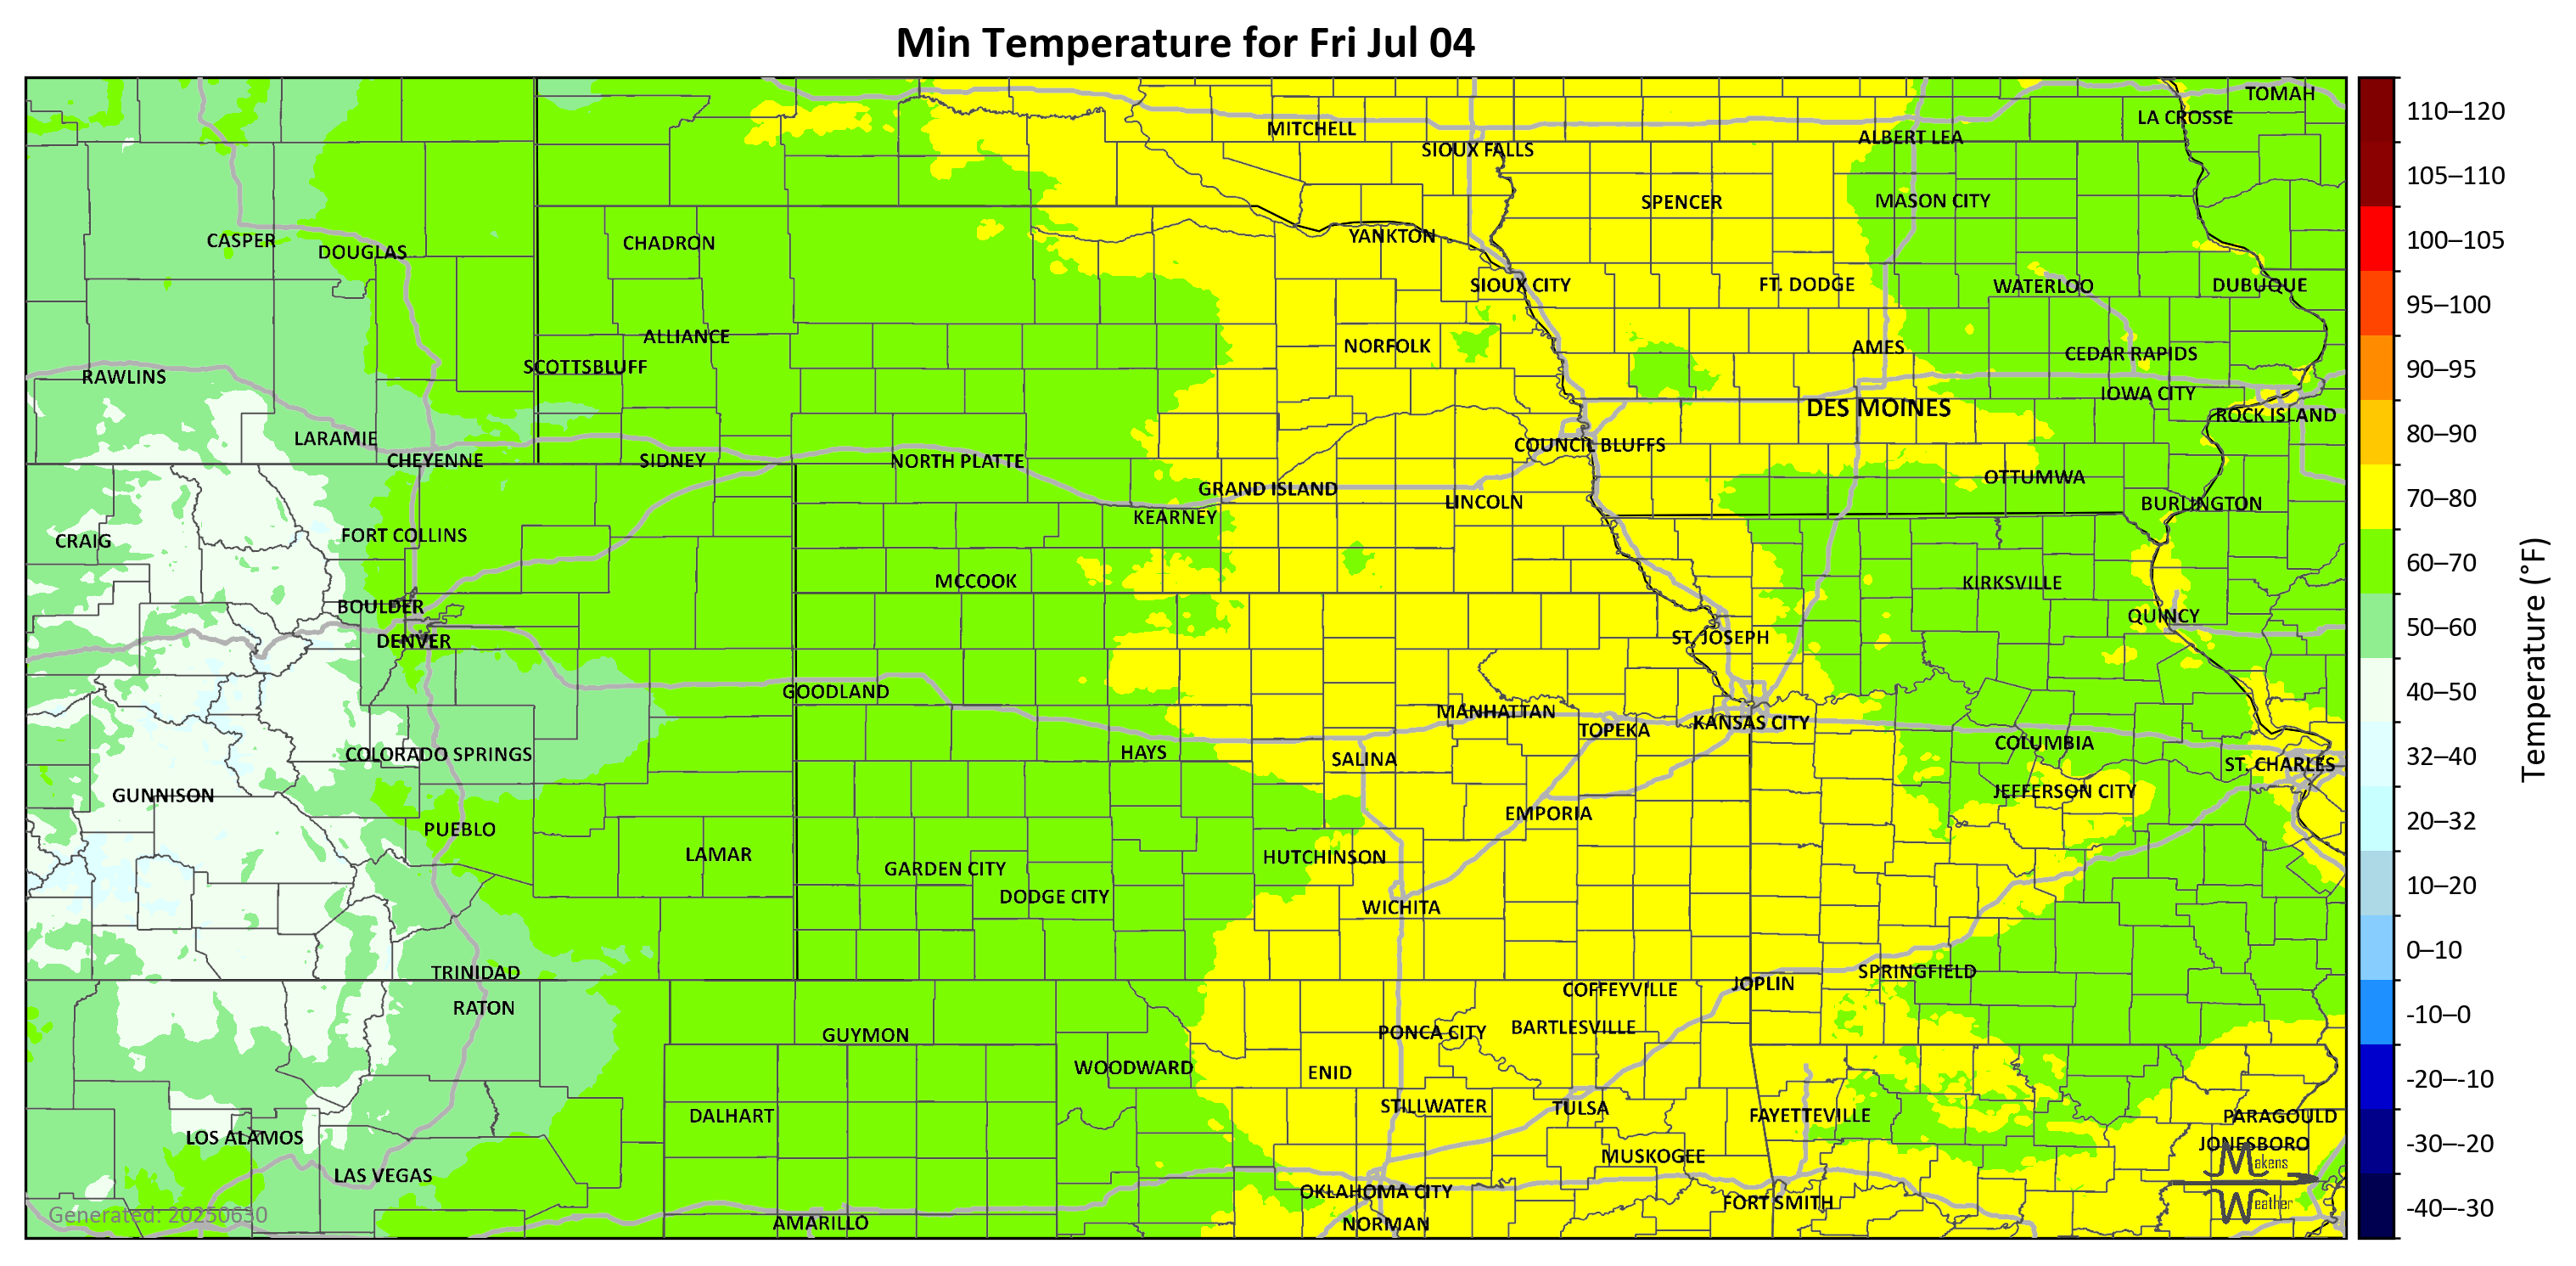 Min Temperature for Fri Jul 04
TOMAH
LA CROSSE
MITCHELL
ALBERT LEA
SIOUX FALLS
SPENCER
MASON CITY
CASPER
DOUGLAS
CHADRON
YANKTON
SIOUX CITY
FT. DODGE
WATERLOO
DUBUQUE
ALLIANCE
NORFOLK
AMES
CEDAR RAPIDS
SCOTTSBLUFF
RAWLINS
IOWA CITY
DES MOINES
ROCK ISLAND
LARAMIE
COUNCIL BLUFFS
CHEYENNE
SIDNEY
NORTH PLATTE
OTTUMWA
GRAND ISLAND
LINCOLN
BURLINGTON
KEARNEY
FORT COLLINS
CRAIG
MCCOOK
KIRKSVILLE
BOULDER
QUINCY
DENVER
ST. JOSEPH
GOODLAND
MANHATTAN
TOPEKA
KANSAS CITY
COLUMBIA
COLORADO SPRINGS
HAYS
SALINA
ST. CHARLES
GUNNISON
JEFFERSON CITY
EMPORIA
PUEBLO
LAMAR
HUTCHINSON
GARDEN CITY
DODGE CITY
WICHITA
TRINIDAD
SPRINGFIELD
JOPLIN
COFFEYVILLE
RATON
GUYMON
PONCA CITY
BARTLESVILLE
WOODWARD
ENID
DALHART
STILLWATER
TULSA
FAYETTEVILLE
PARAGOULD
LOS ALAMOS
JONESBORO
MUSKOGEE
LAS VEGAS
OKLAHOMA CITY
FORT SMITH
AMARILLO
NORMAN
Generated: 20250630
Makens
Weather
110–120
105–110
100–105
95–100
90–95
80–90
70–80
60–70
50–60
40–50
32–40
20–32
10–20
0–10
-10–0
-20–-10
-30–-20
-40–-30
Temperature (°F)